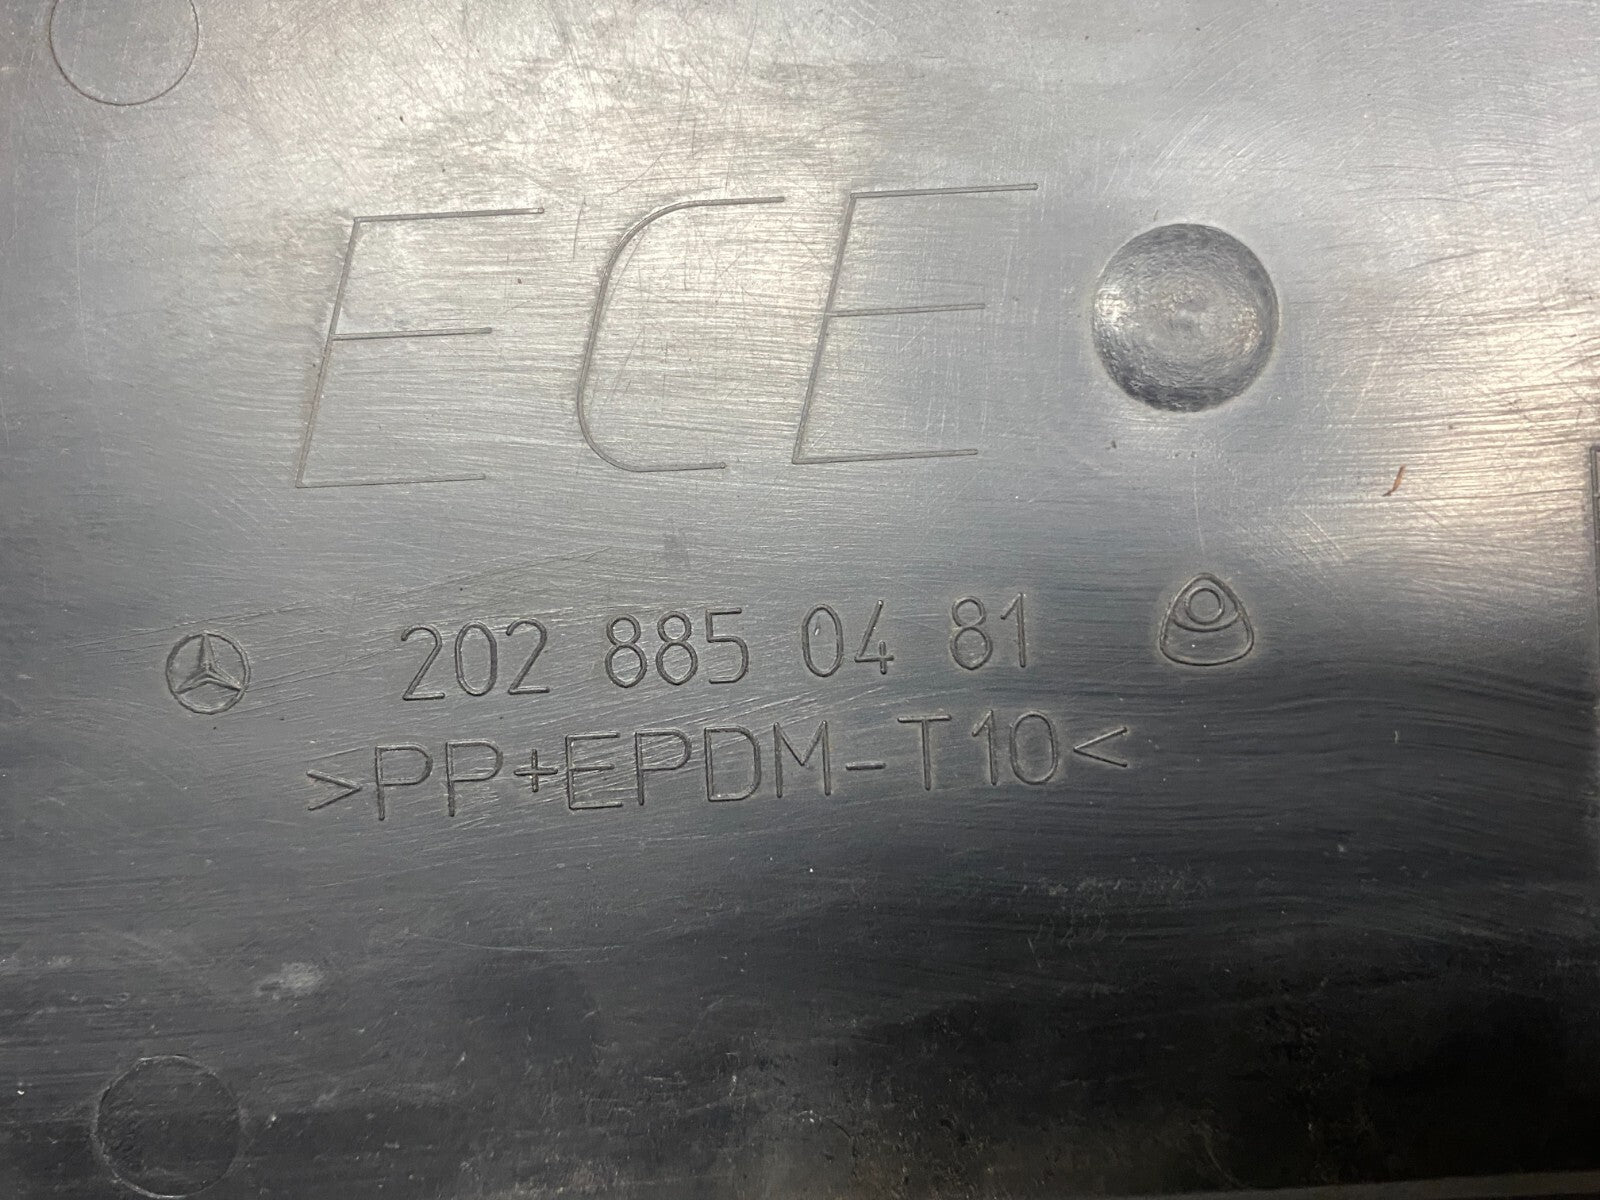 ECE
202 885 04 81
>PP+EPDM-T10<